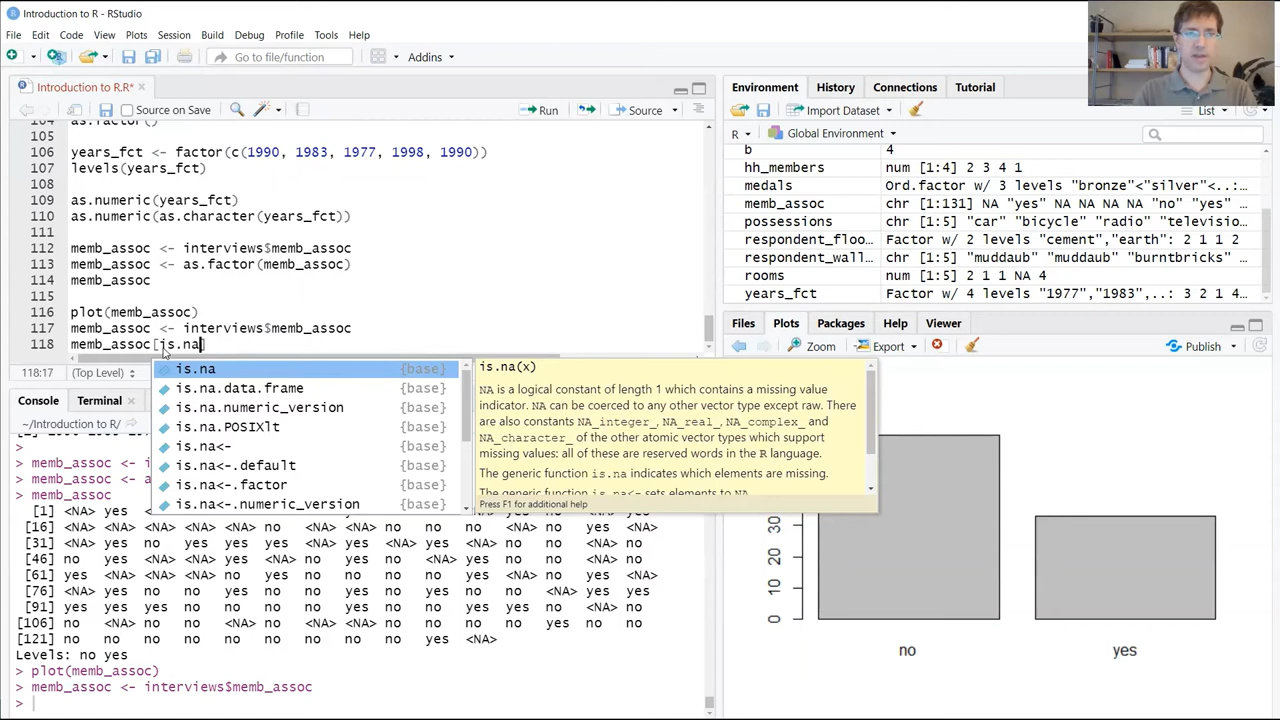 Introduction to R - RStudio
File Edit Code View Plots Session Build Debug Profile Tools Help
Go to file/function Addins
Introduction to R.R*
Source on Save Run Source
104 as.factor()
105
106 years_fct <- factor(c(1990, 1983, 1977, 1998, 1990))
107 levels(years_fct)
108
109 as.numeric(years_fct)
110 as.numeric(as.character(years_fct))
111
112 memb_assoc <- interviews$memb_assoc
113 memb_assoc <- as.factor(memb_assoc)
114 memb_assoc
115
116 plot(memb_assoc)
117 memb_assoc <- interviews$memb_assoc
118 memb_assoc[is.na]
118:17 (Top Level)
is.na {base}
is.na.data.frame {base}
is.na.numeric_version {base}
is.na.POSIXlt {base}
is.na<- {base}
is.na<-.default {base}
is.na<-.factor {base}
is.na<-.numeric_version {base}
is.na(x)
NA is a logical constant of length 1 which contains a missing value
indicator. NA can be coerced to any other vector type except raw. There
are also constants NA_integer_, NA_real_, NA_complex_ and
NA_character_ of the other atomic vector types which support
missing values: all of these are reserved words in the R language.
The generic function is.na indicates which elements are missing.
The generic function is.na<- sets elements to NA.
Press F1 for additional help
Console Terminal
~/Introduction to R/
>
> memb_assoc <- i
> memb_assoc <- a
> memb_assoc
[1] <NA> yes
[16] <NA> <NA> <NA> <NA> <NA> no <NA> <NA> no no <NA> no yes <NA>
[31] <NA> yes no yes yes <NA> yes <NA> yes <NA> no <NA> no
[46] no yes <NA> <NA> yes <NA> yes no no <NA> yes no <NA>
[61] yes <NA> <NA> <NA> no yes no no no yes <NA> no yes <NA>
[76] <NA> yes no no yes no no yes no no <NA> yes yes
[91] yes yes yes no no no yes no no yes yes no <NA> no
[106] no <NA> no no <NA> no no <NA> no no no yes no no
[121] no no no no no no no no yes <NA>
Levels: no yes
> plot(memb_assoc)
> memb_assoc <- interviews$memb_assoc
>
Environment History Connections Tutorial
Import Dataset List
R Global Environment
b 4
hh_members num [1:4] 2 3 4 1
medals Ord.factor w/ 3 levels "bronze"<"silver"<..:…
memb_assoc chr [1:131] NA "yes" NA NA NA NA "no" "yes" …
possessions chr [1:5] "car" "bicycle" "radio" "televisio…
respondent_floo… Factor w/ 2 levels "cement","earth": 2 1 1 2
respondent_wall… chr [1:5] "muddaub" "muddaub" "burntbricks" …
rooms num [1:5] 2 1 1 NA 4
years_fct Factor w/ 4 levels "1977","1983",..: 3 2 1 4…
Files Plots Packages Help Viewer
Zoom Export Publish
30
20
10
0
no yes